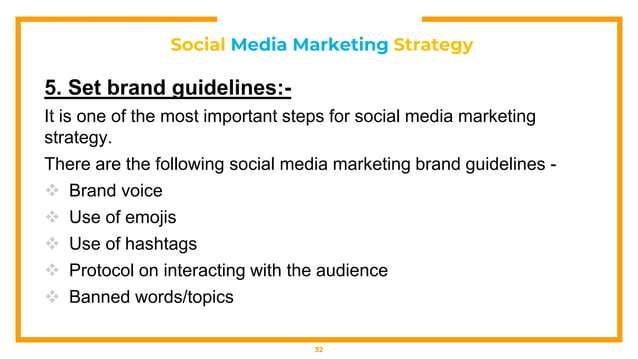 Social Media Marketing Strategy
5. Set brand guidelines:-
It is one of the most important steps for social media marketing
strategy.
There are the following social media marketing brand guidelines -
❖ Brand voice
❖ Use of emojis
❖ Use of hashtags
❖ Protocol on interacting with the audience
❖ Banned words/topics
32